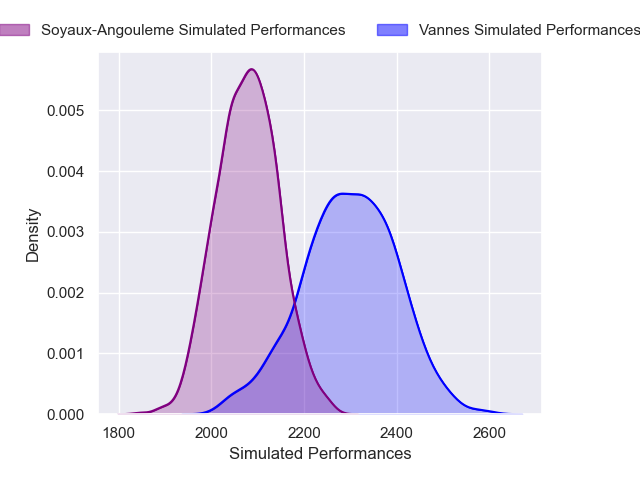 Soyaux-Angouleme Simulated Performances Vannes Simulated Performances
0.005
0.004
0.003
0.002
0.001
0.000
Density
1800 2000 2200 2400 2600
Simulated Performances